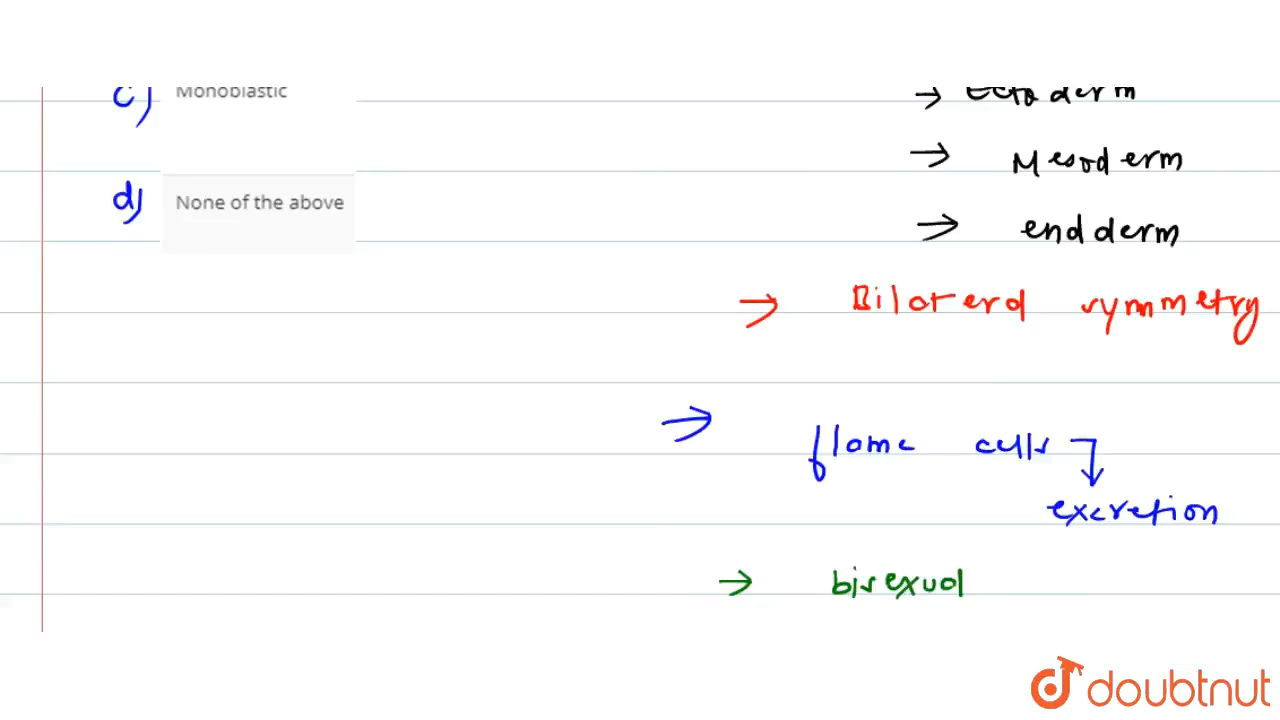 c) Monoblastic
→ Ectoderm
→ Mesoderm
d) None of the above
→ endderm
→ Bilaterd symmetry
→ flame cells
excretion
→ bisexual
doubtnut